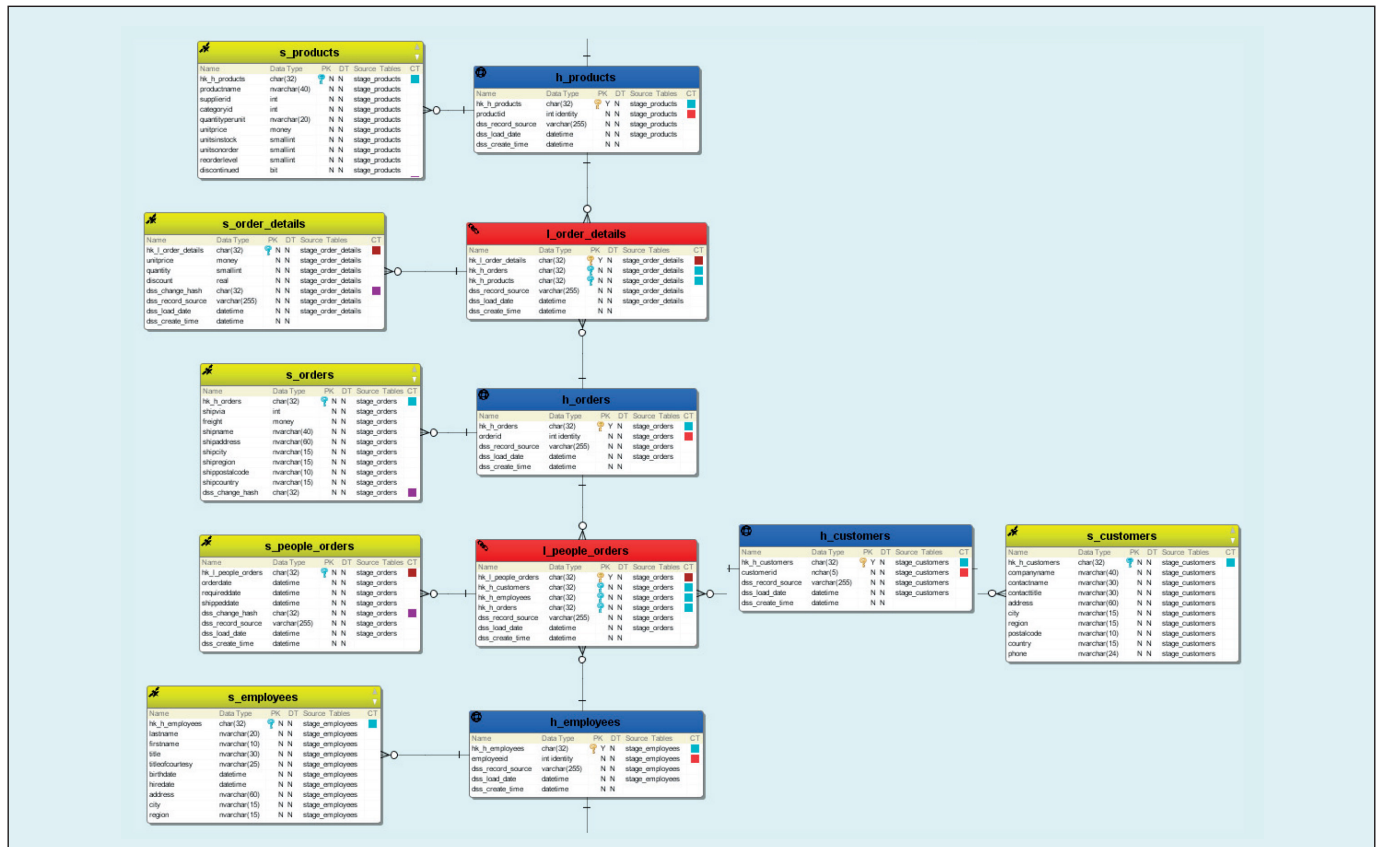 s_products
Name Data Type PK DT Source Tables CT
hk_h_products char(32) N N stage_products
productname nvarchar(40) N N stage_products
supplierid int N N stage_products
categoryid int N N stage_products
quantityperunit nvarchar(20) N N stage_products
unitprice money N N stage_products
unitsinstock smallint N N stage_products
unitsonorder smallint N N stage_products
reorderlevel smallint N N stage_products
discontinued bit N N stage_products
h_products
Name Data Type PK DT Source Tables CT
hk_h_products char(32) Y N stage_products
productid int identity N N stage_products
dss_record_source varchar(255) N N stage_products
dss_load_date datetime N N stage_products
dss_create_time datetime N N
s_order_details
Name Data Type PK DT Source Tables CT
hk_l_order_details char(32) N N stage_order_details
unitprice money N N stage_order_details
quantity smallint N N stage_order_details
discount real N N stage_order_details
dss_change_hash char(32) N N stage_order_details
dss_record_source varchar(255) N N stage_order_details
dss_load_date datetime N N stage_order_details
dss_create_time datetime N N
l_order_details
Name Data Type PK DT Source Tables CT
hk_l_order_details char(32) Y N stage_order_details
hk_h_orders char(32) N N stage_order_details
hk_h_products char(32) N N stage_order_details
dss_record_source varchar(255) N N stage_order_details
dss_load_date datetime N N stage_order_details
dss_create_time datetime N N
s_orders
Name Data Type PK DT Source Tables CT
hk_h_orders char(32) N N stage_orders
shipvia int N N stage_orders
freight money N N stage_orders
shipname nvarchar(40) N N stage_orders
shipaddress nvarchar(60) N N stage_orders
shipcity nvarchar(15) N N stage_orders
shipregion nvarchar(15) N N stage_orders
shippostalcode nvarchar(10) N N stage_orders
shipcountry nvarchar(15) N N stage_orders
dss_change_hash char(32) N N stage_orders
h_orders
Name Data Type PK DT Source Tables CT
hk_h_orders char(32) Y N stage_orders
orderid int identity N N stage_orders
dss_record_source varchar(255) N N stage_orders
dss_load_date datetime N N stage_orders
dss_create_time datetime N N
s_people_orders
Name Data Type PK DT Source Tables CT
hk_l_people_orders char(32) N N stage_orders
orderdate datetime N N stage_orders
requireddate datetime N N stage_orders
shippeddate datetime N N stage_orders
dss_change_hash char(32) N N stage_orders
dss_record_source varchar(255) N N stage_orders
dss_load_date datetime N N stage_orders
dss_create_time datetime N N
l_people_orders
Name Data Type PK DT Source Tables CT
hk_l_people_orders char(32) Y N stage_orders
hk_h_customers char(32) N N stage_orders
hk_h_employees char(32) N N stage_orders
hk_h_orders char(32) N N stage_orders
dss_record_source varchar(255) N N stage_orders
dss_load_date datetime N N stage_orders
dss_create_time datetime N N
h_customers
Name Data Type PK DT Source Tables CT
hk_h_customers char(32) Y N stage_customers
customerid nchar(5) N N stage_customers
dss_record_source varchar(255) N N stage_customers
dss_load_date datetime N N stage_customers
dss_create_time datetime N N
s_customers
Name Data Type PK DT Source Tables CT
hk_h_customers char(32) N N stage_customers
companyname nvarchar(40) N N stage_customers
contactname nvarchar(30) N N stage_customers
contacttitle nvarchar(30) N N stage_customers
address nvarchar(60) N N stage_customers
city nvarchar(15) N N stage_customers
region nvarchar(15) N N stage_customers
postalcode nvarchar(10) N N stage_customers
country nvarchar(15) N N stage_customers
phone nvarchar(24) N N stage_customers
s_employees
Name Data Type PK DT Source Tables CT
hk_h_employees char(32) N N stage_employees
lastname nvarchar(20) N N stage_employees
firstname nvarchar(10) N N stage_employees
title nvarchar(30) N N stage_employees
titleofcourtesy nvarchar(25) N N stage_employees
birthdate datetime N N stage_employees
hiredate datetime N N stage_employees
address nvarchar(60) N N stage_employees
city nvarchar(15) N N stage_employees
region nvarchar(15) N N stage_employees
h_employees
Name Data Type PK DT Source Tables CT
hk_h_employees char(32) Y N stage_employees
employeeid int identity N N stage_employees
dss_record_source varchar(255) N N stage_employees
dss_load_date datetime N N stage_employees
dss_create_time datetime N N